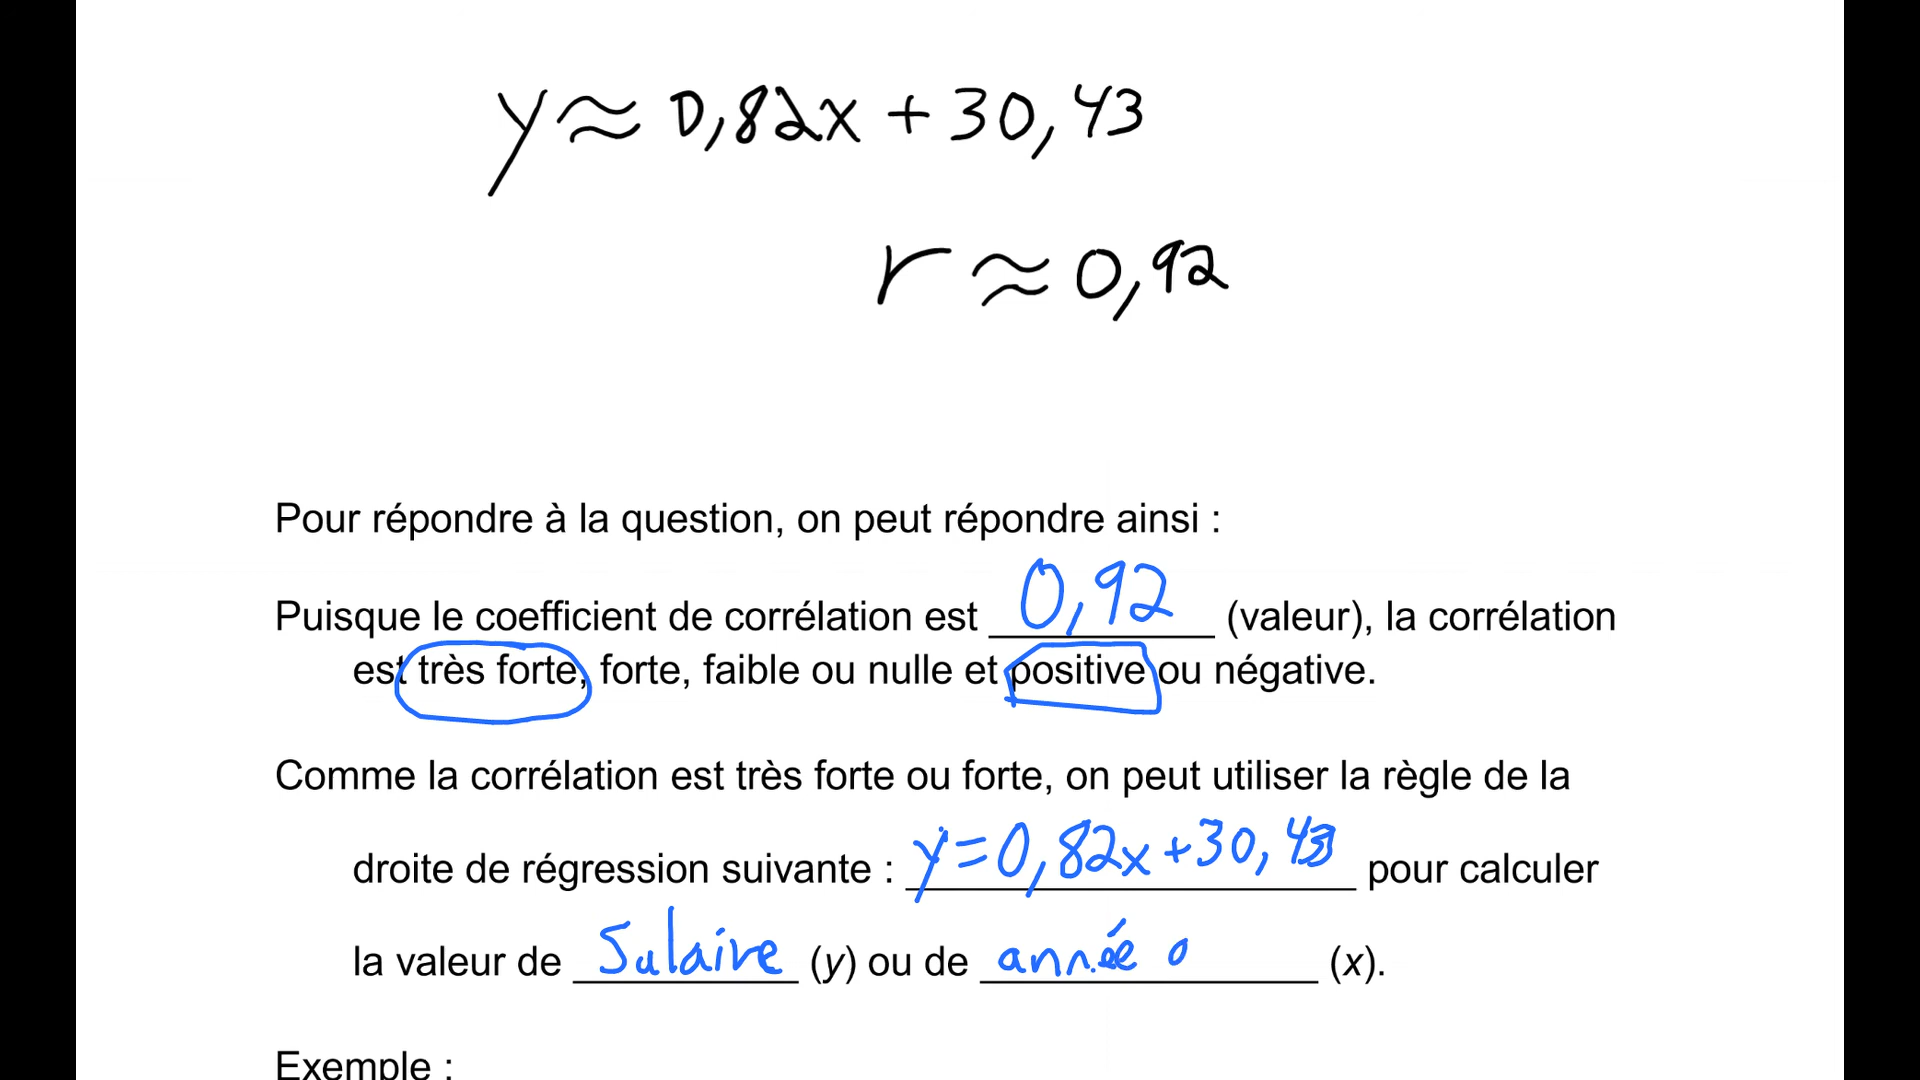 y ≈ 0,82x + 30,43
r ≈ 0,92
Pour répondre à la question, on peut répondre ainsi :
Puisque le coefficient de corrélation est 0,92 (valeur), la corrélation
est très forte, forte, faible ou nulle et positive ou négative.
Comme la corrélation est très forte ou forte, on peut utiliser la règle de la
droite de régression suivante : y=0,82x+30,43 pour calculer
la valeur de Salaire (y) ou de année o (x).
Exemple :